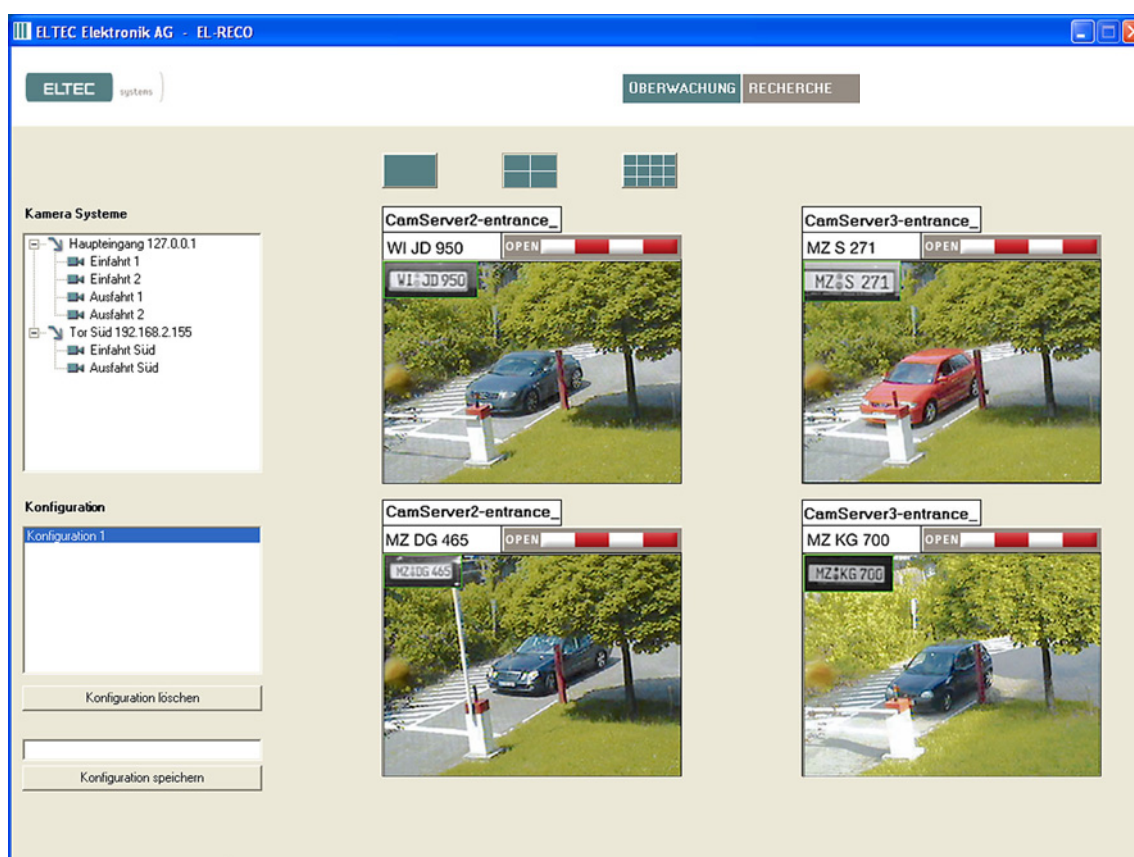 ELTEC Elektronik AG - EL-RECO
ELTEC systems
ÜBERWACHUNG RECHERCHE
Kamera Systeme
Haupteingang 127.0.0.1
Einfahrt 1
Einfahrt 2
Ausfahrt 1
Ausfahrt 2
Tor Süd 192.168.2.155
Einfahrt Süd
Ausfahrt Süd
Konfiguration
Konfiguration 1
Konfiguration löschen
Konfiguration speichern
CamServer2-entrance_
WI JD 950 OPEN
WI JD 950
CamServer3-entrance_
MZ S 271 OPEN
MZ S 271
CamServer2-entrance_
MZ DG 465 OPEN
MZ DG 465
CamServer3-entrance_
MZ KG 700 OPEN
MZ KG 700